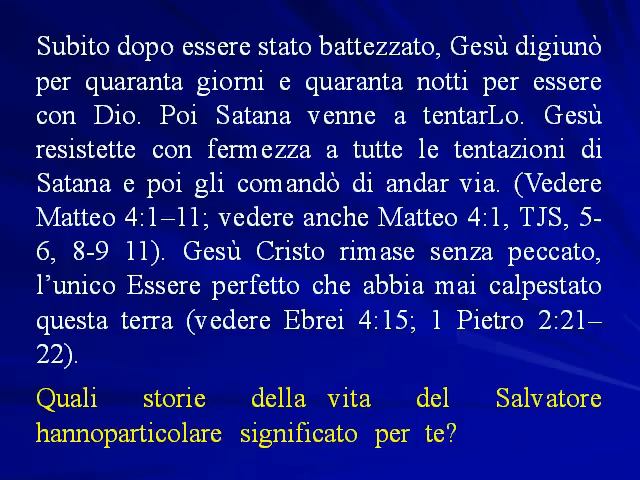 Subito dopo essere stato battezzato, Gesù digiunò
per quaranta giorni e quaranta notti per essere
con Dio. Poi Satana venne a tentarLo. Gesù
resistette con fermezza a tutte le tentazioni di
Satana e poi gli comandò di andar via. (Vedere
Matteo 4:1–11; vedere anche Matteo 4:1, TJS, 5-
6, 8-9 11). Gesù Cristo rimase senza peccato,
l’unico Essere perfetto che abbia mai calpestato
questa terra (vedere Ebrei 4:15; 1 Pietro 2:21–
22).
Quali storie della vita del Salvatore
hannoparticolare significato per te?